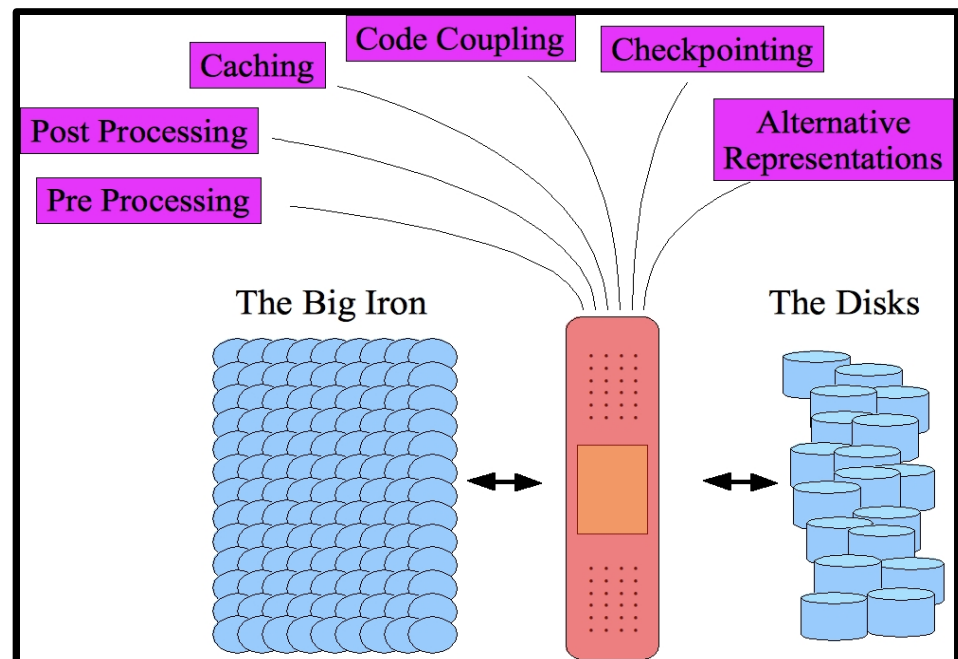 Code Coupling
Checkpointing
Caching
Post Processing
Alternative
Representations
Pre Processing
The Big Iron
The Disks